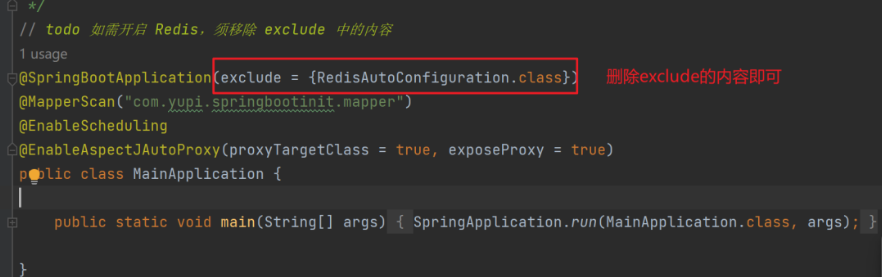 */
// todo 如需开启 Redis，须移除 exclude 中的内容
1 usage
@SpringBootApplication(exclude = {RedisAutoConfiguration.class}) 删除exclude的内容即可
@MapperScan("com.yupi.springbootinit.mapper")
@EnableScheduling
@EnableAspectJAutoProxy(proxyTargetClass = true, exposeProxy = true)
public class MainApplication {
public static void main(String[] args) { SpringApplication.run(MainApplication.class, args); }
}